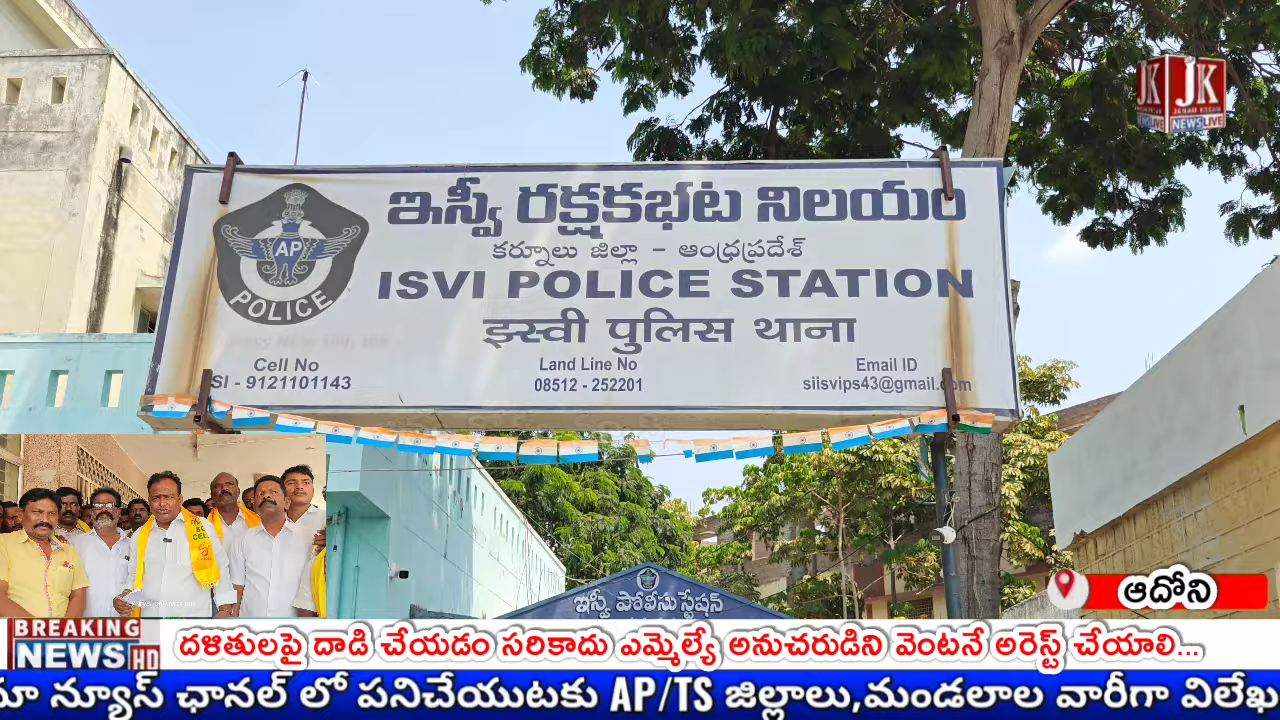 JK JK
NEWSLIVE
ఇస్వీ రక్షకభట నిలయం
కర్నూలు జిల్లా - ఆంధ్రప్రదేశ్
ISVI POLICE STATION
इस्वी पुलिस थाना
AP
POLICE
Cell No
SI - 9121101143
Land Line No
08512 - 252201
Email ID
siisvips43@gmail.com
ఇస్వీ పోలీసు స్టేషన్
ఆదోని
BREAKING
NEWS HD
దళితులపై దాడి చేయడం సరికాదు ఎమ్మెల్యే అనుచరుడిని వెంటనే అరెస్ట్ చేయాలి...
మా న్యూస్ ఛానల్ లో పనిచేయుటకు AP/TS జిల్లాలు,మండలాల వారీగా విలేఖ